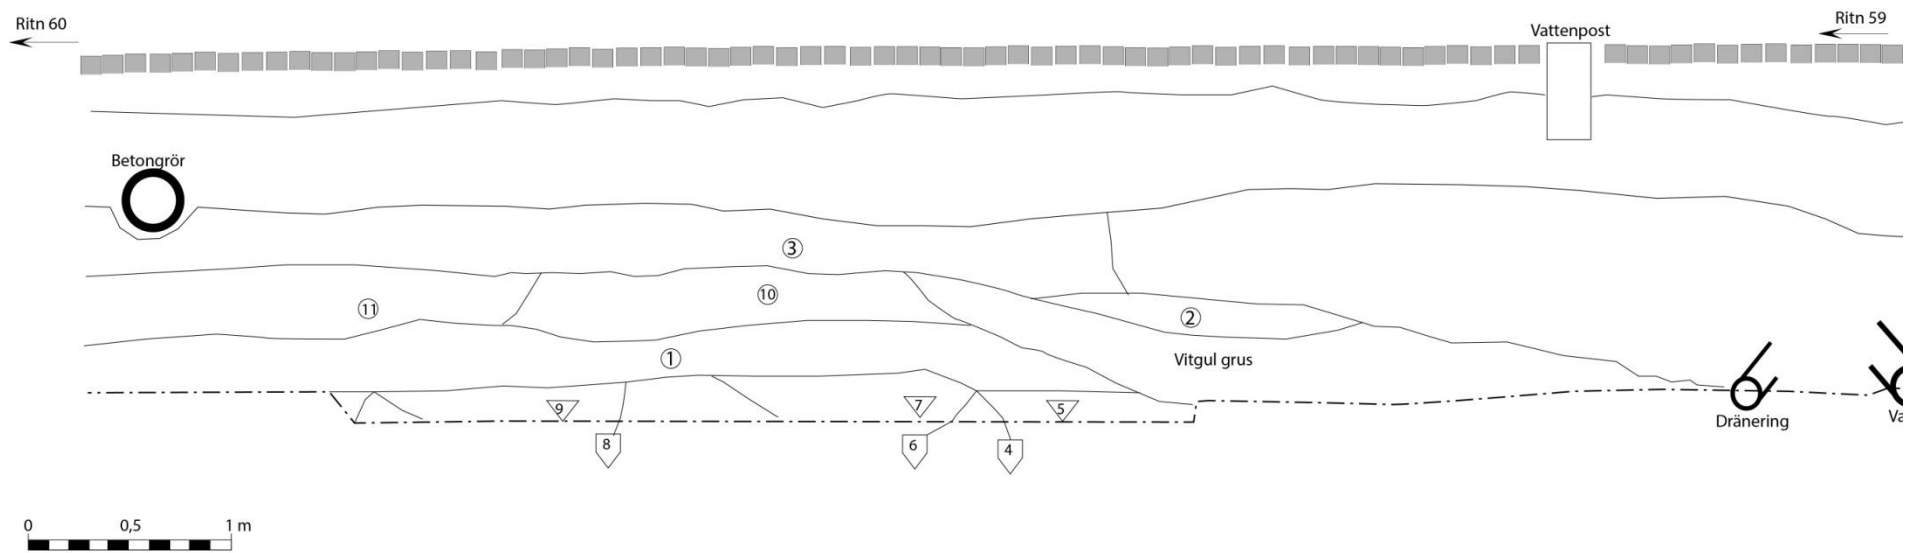 Ritn 60
Ritn 59
Vattenpost
Betongrör
3
11
10
2
1
Vitgul grus
9
7
5
8
6
4
Dränering
Va
0 0,5 1 m